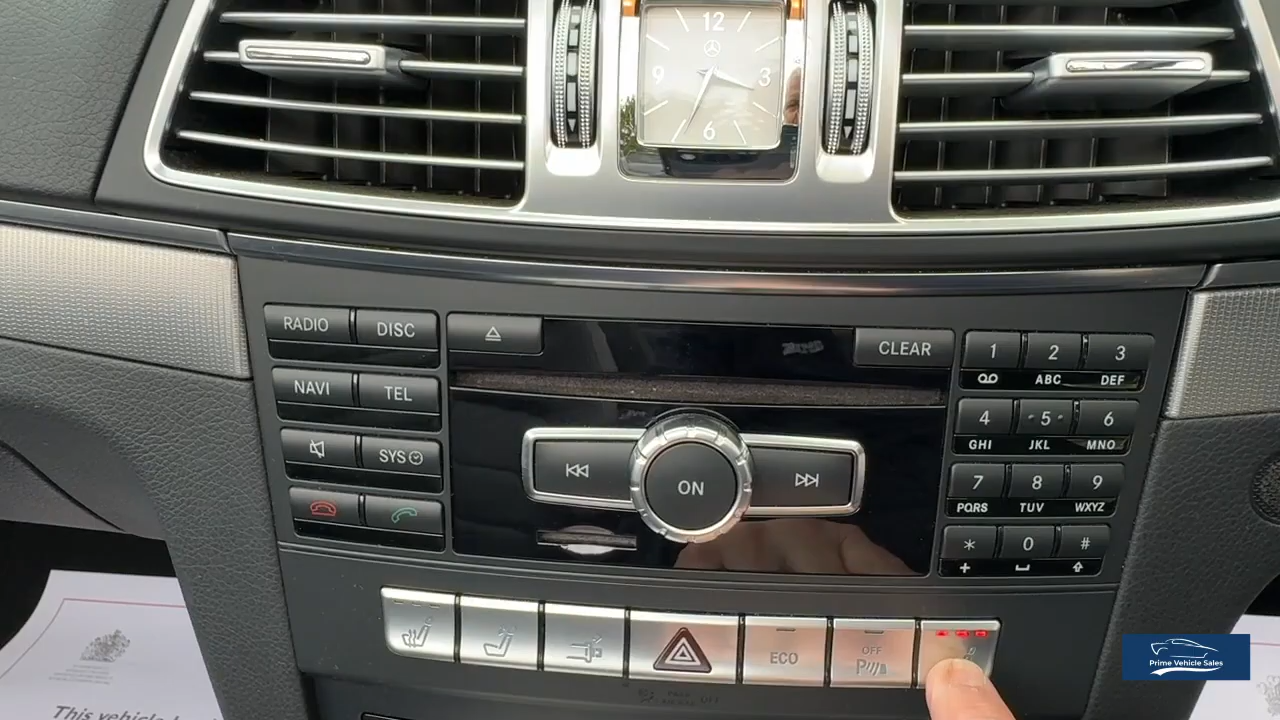 12
9
3
6
RADIO
DISC
CLEAR
1
2
3
ABC
DEF
NAVI
TEL
4
5
6
GHI
JKL
MNO
SYS
ON
7
8
9
PQRS
TUV
WXYZ
*
0
#
+
ECO
OFF
P
Prime Vehicle Sales
This vehicle